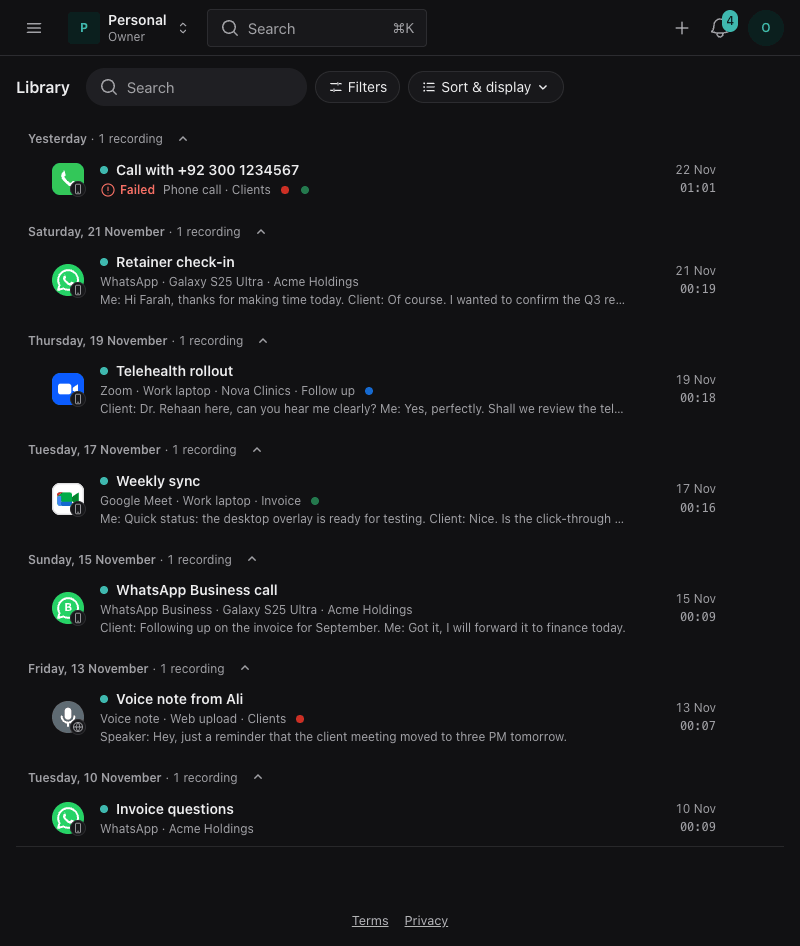 P Personal
Owner
Search ⌘K
4
O
Library
Search
Filters
Sort & display
Yesterday · 1 recording
Call with +92 300 1234567
22 Nov
Failed Phone call · Clients
01:01
Saturday, 21 November · 1 recording
Retainer check-in
21 Nov
WhatsApp · Galaxy S25 Ultra · Acme Holdings
00:19
Me: Hi Farah, thanks for making time today. Client: Of course. I wanted to confirm the Q3 re...
Thursday, 19 November · 1 recording
Telehealth rollout
19 Nov
Zoom · Work laptop · Nova Clinics · Follow up
00:18
Client: Dr. Rehaan here, can you hear me clearly? Me: Yes, perfectly. Shall we review the tel...
Tuesday, 17 November · 1 recording
Weekly sync
17 Nov
Google Meet · Work laptop · Invoice
00:16
Me: Quick status: the desktop overlay is ready for testing. Client: Nice. Is the click-through ...
Sunday, 15 November · 1 recording
WhatsApp Business call
15 Nov
B
WhatsApp Business · Galaxy S25 Ultra · Acme Holdings
00:09
Client: Following up on the invoice for September. Me: Got it, I will forward it to finance today.
Friday, 13 November · 1 recording
Voice note from Ali
13 Nov
Voice note · Web upload · Clients
00:07
Speaker: Hey, just a reminder that the client meeting moved to three PM tomorrow.
Tuesday, 10 November · 1 recording
Invoice questions
10 Nov
WhatsApp · Acme Holdings
00:09
Terms Privacy